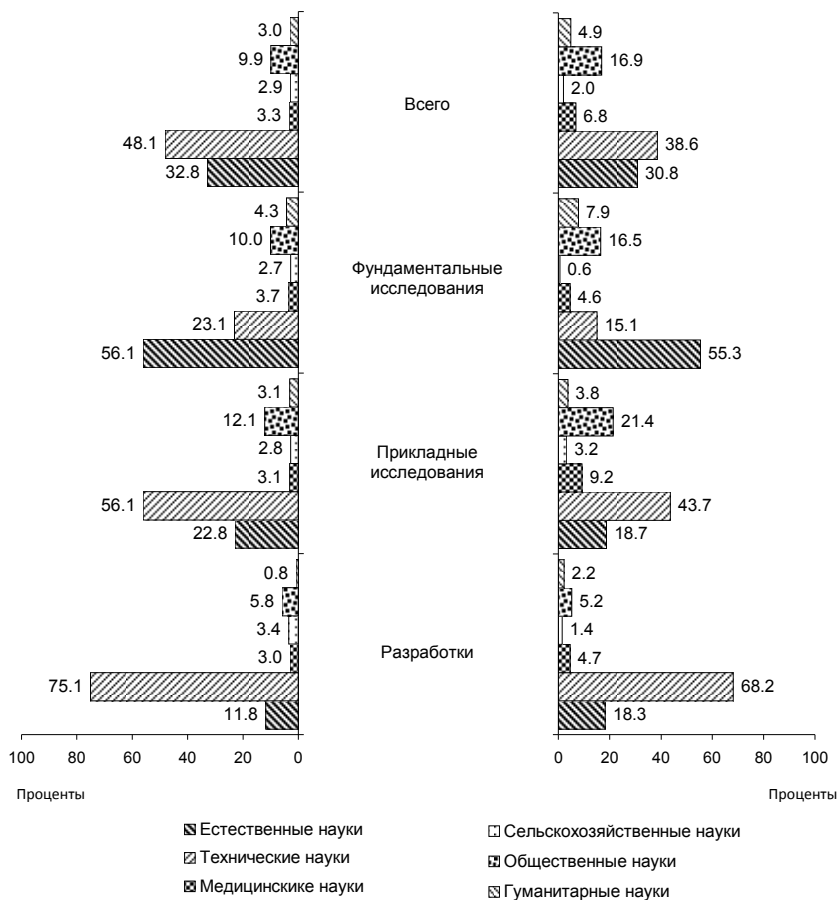 3.0 4.9
9.9 16.9
2.9 2.0
Всего
3.3 6.8
48.1 38.6
32.8 30.8
4.3 7.9
10.0 16.5
2.7 Фундаментальные 0.6
исследования
3.7 4.6
23.1 15.1
56.1 55.3
3.1 3.8
12.1 21.4
2.8 Прикладные 3.2
исследования
3.1 9.2
56.1 43.7
22.8 18.7
0.8 2.2
5.8 5.2
3.4 1.4
3.0 Разработки 4.7
75.1 68.2
11.8 18.3
100 80 60 40 20 0 0 20 40 60 80 100
Проценты Проценты
Естественные науки Сельскохозяйственные науки
Технические науки Общественные науки
Медицинскике науки Гуманитарные науки